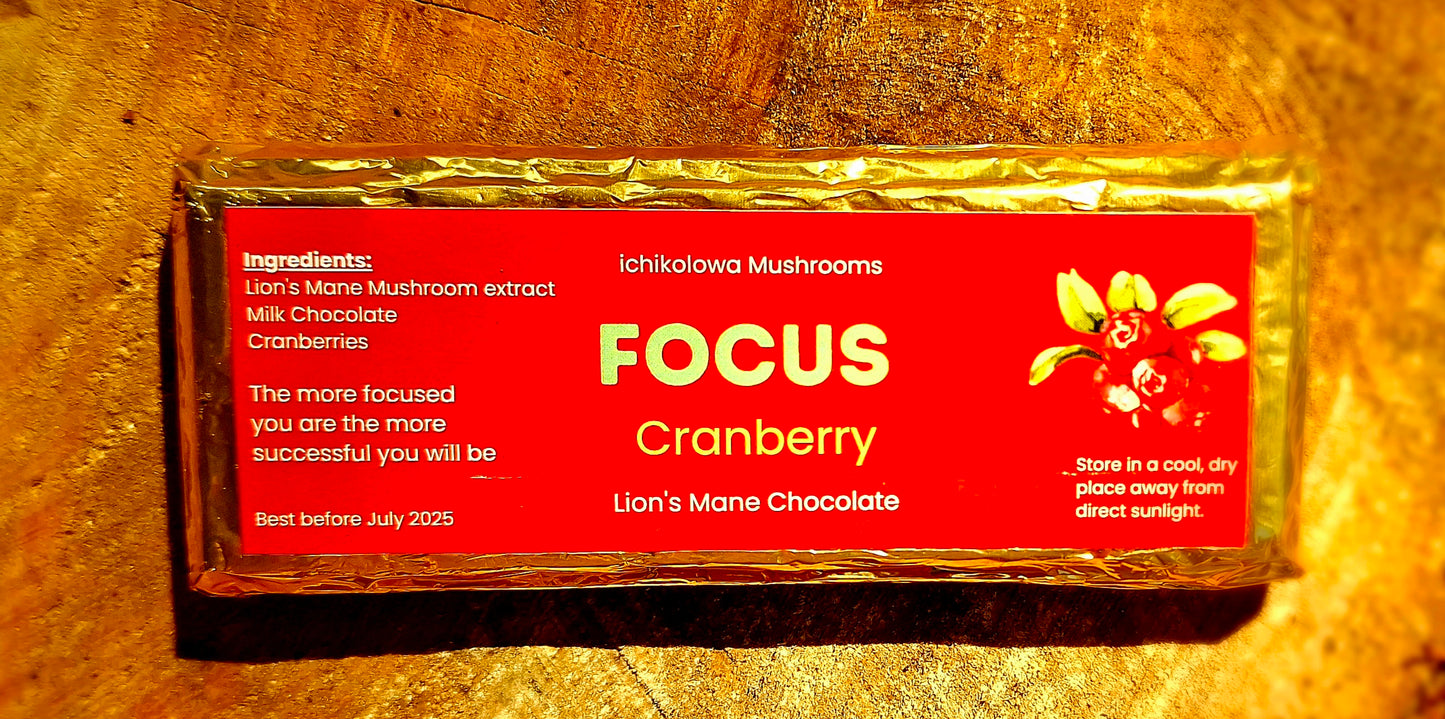 Ingredients:
Lion's Mane Mushroom extract
Milk Chocolate
Cranberries
The more focused
you are the more
successful you will be
Best before July 2025
ichikolowa Mushrooms
FOCUS
Cranberry
Lion's Mane Chocolate
Store in a cool, dry
place away from
direct sunlight.